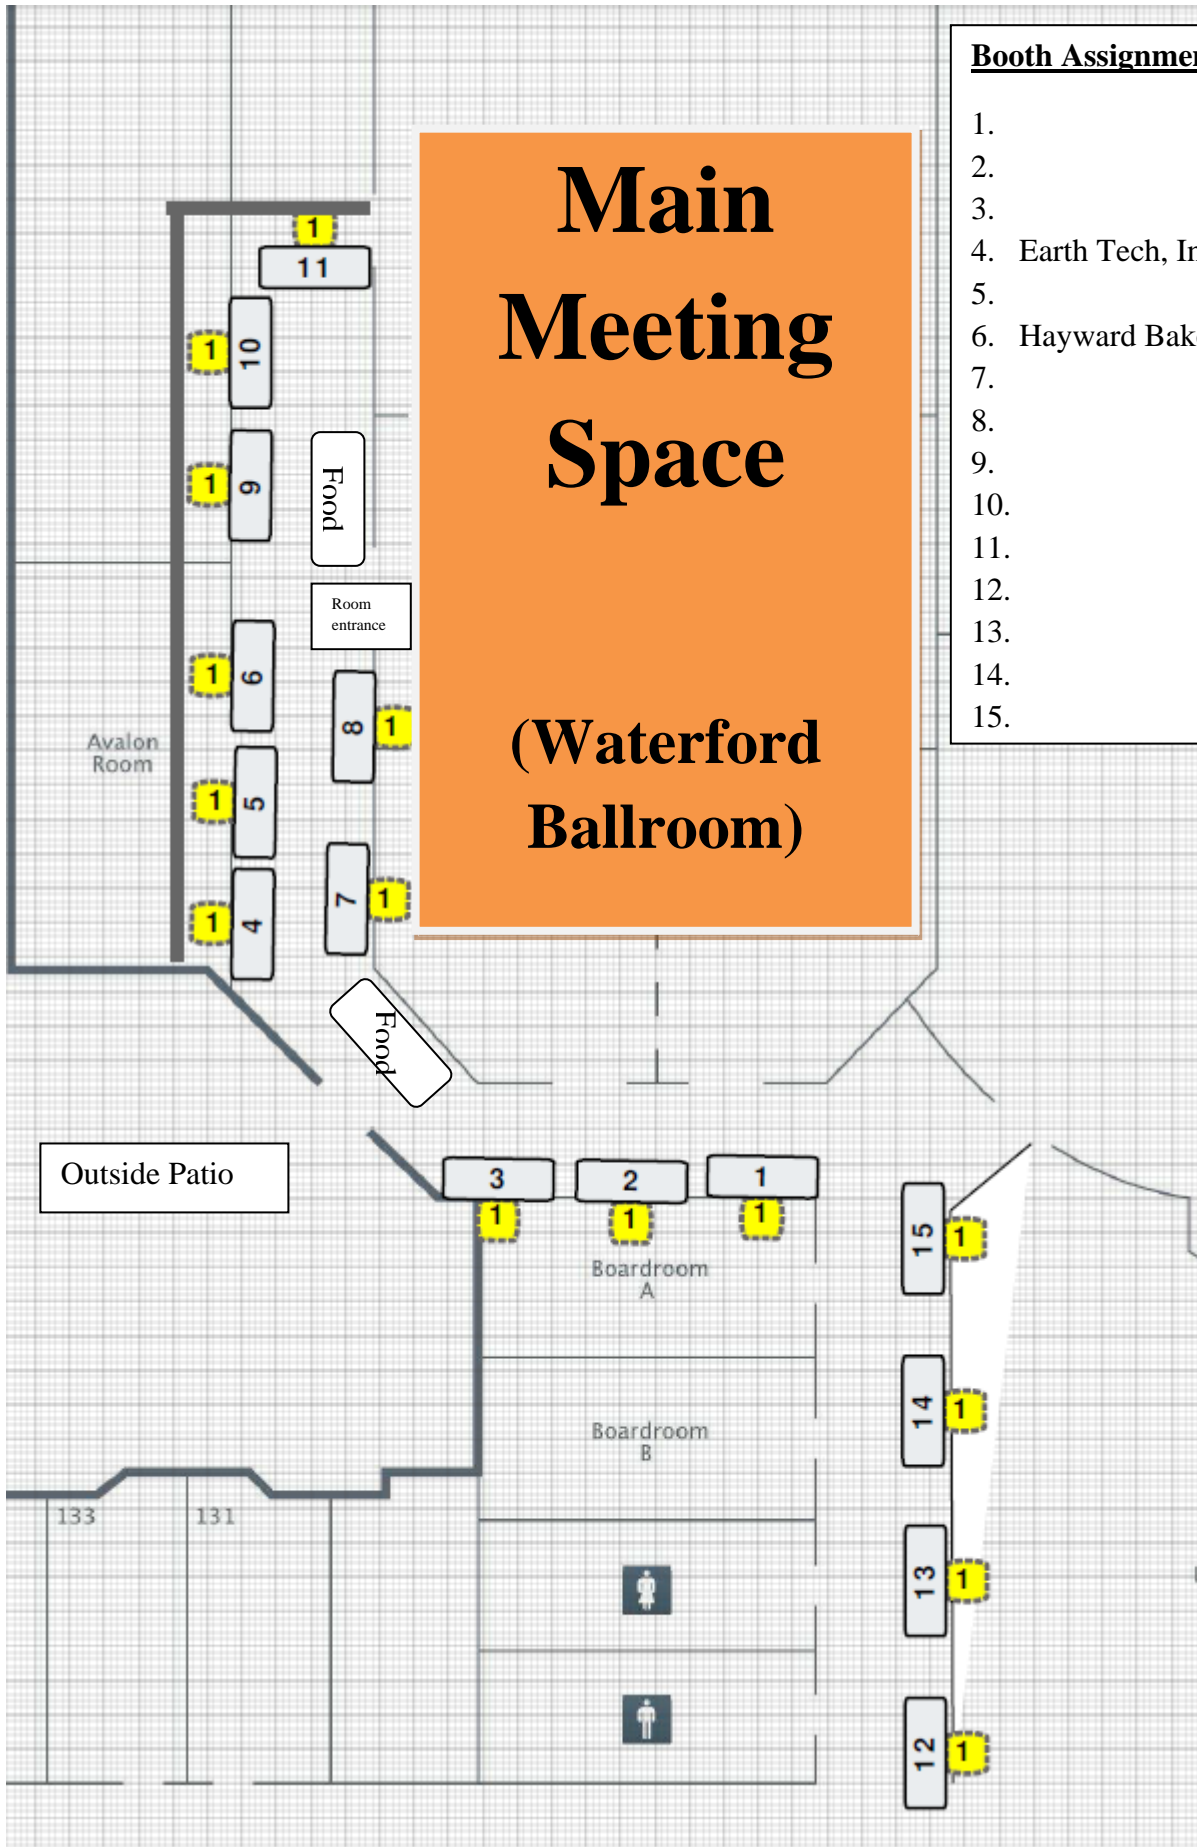 Booth Assignmen
1.
2.
3.
4. Earth Tech, In
5.
6. Hayward Bak
7.
8.
9.
10.
11.
12.
13.
14.
15.
Main
Meeting
Space
(Waterford
Ballroom)
1
11
1
10
1
9
Food
Room
entrance
1
6
8
1
Avalon
Room
1
5
1
4
7
1
Food
Outside Patio
3
2
1
1
1
1
Boardroom
A
15
1
Boardroom
B
14
1
133
131
13
1
12
1